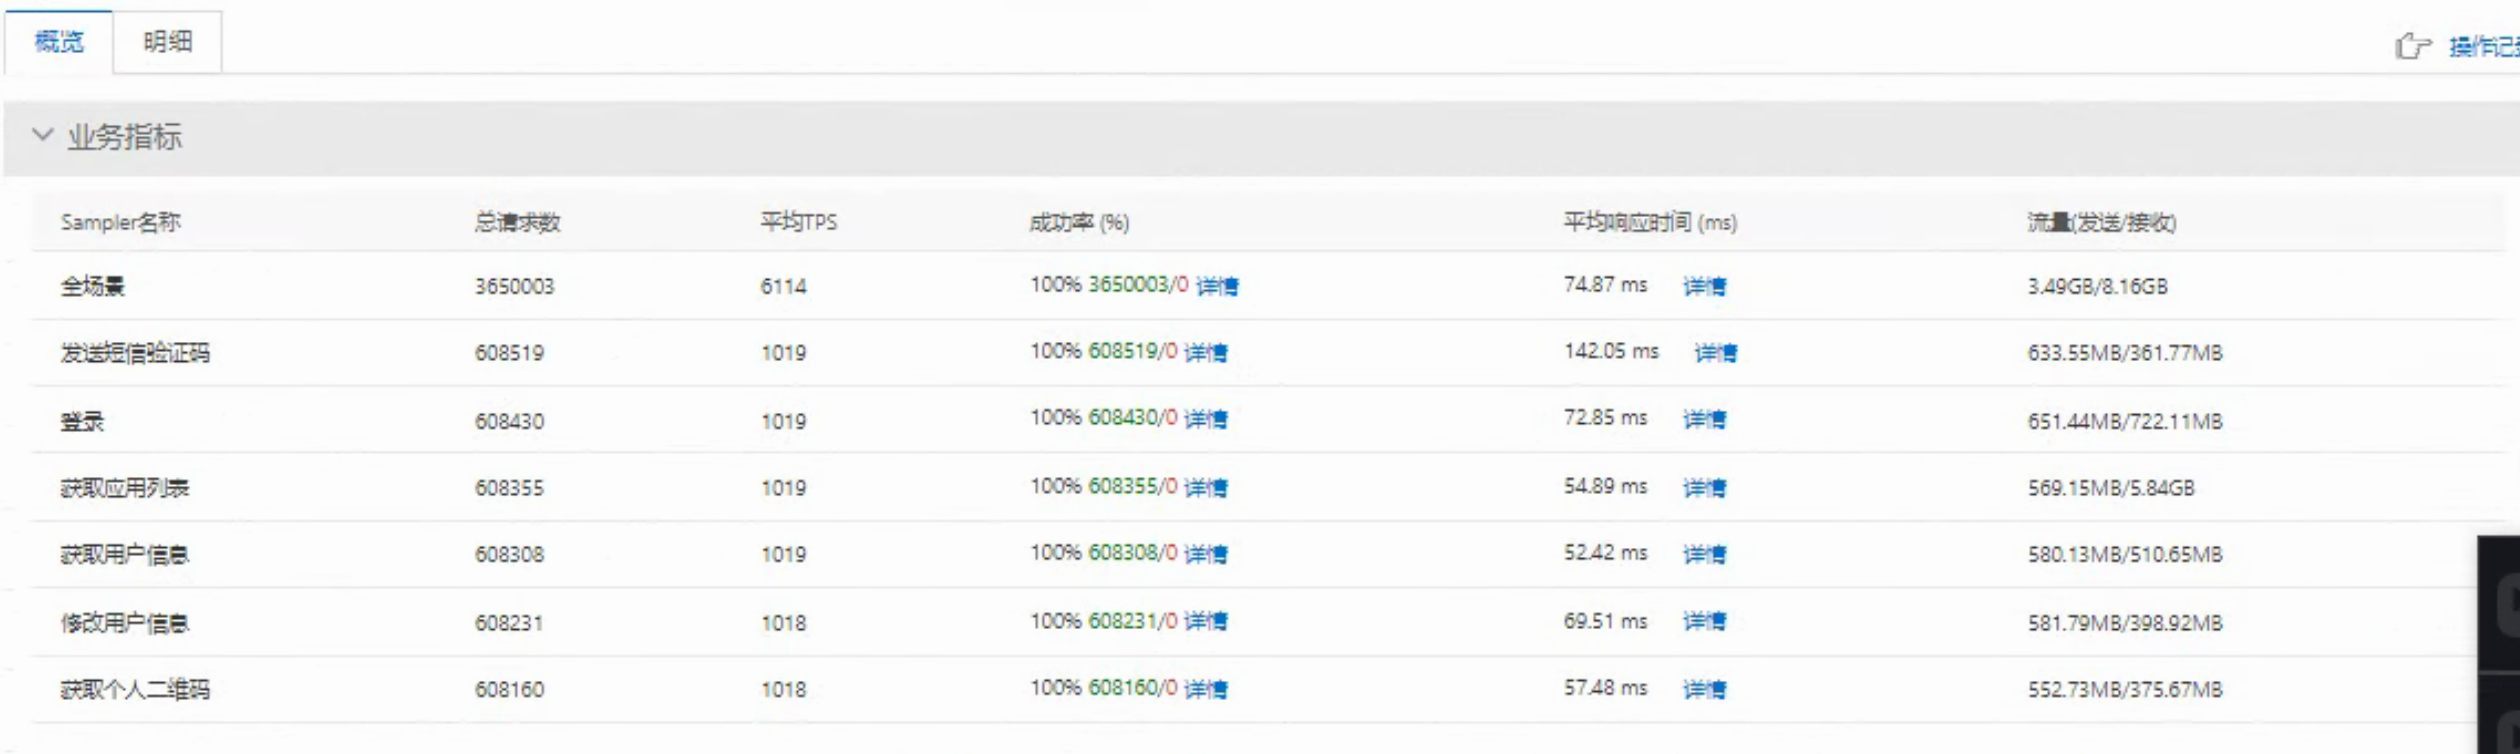 概览 明细 操作记
业务指标
Sampler名称 总请求数 平均TPS 成功率 (%) 平均响应时间 (ms) 流量(发送/接收)
全场景 3650003 6114 100% 3650003/0 详情 74.87 ms 详情 3.49GB/8.16GB
发送短信验证码 608519 1019 100% 608519/0 详情 142.05 ms 详情 633.55MB/361.77MB
登录 608430 1019 100% 608430/0 详情 72.85 ms 详情 651.44MB/722.11MB
获取应用列表 608355 1019 100% 608355/0 详情 54.89 ms 详情 569.15MB/5.84GB
获取用户信息 608308 1019 100% 608308/0 详情 52.42 ms 详情 580.13MB/510.65MB
修改用户信息 608231 1018 100% 608231/0 详情 69.51 ms 详情 581.79MB/398.92MB
获取个人二维码 608160 1018 100% 608160/0 详情 57.48 ms 详情 552.73MB/375.67MB